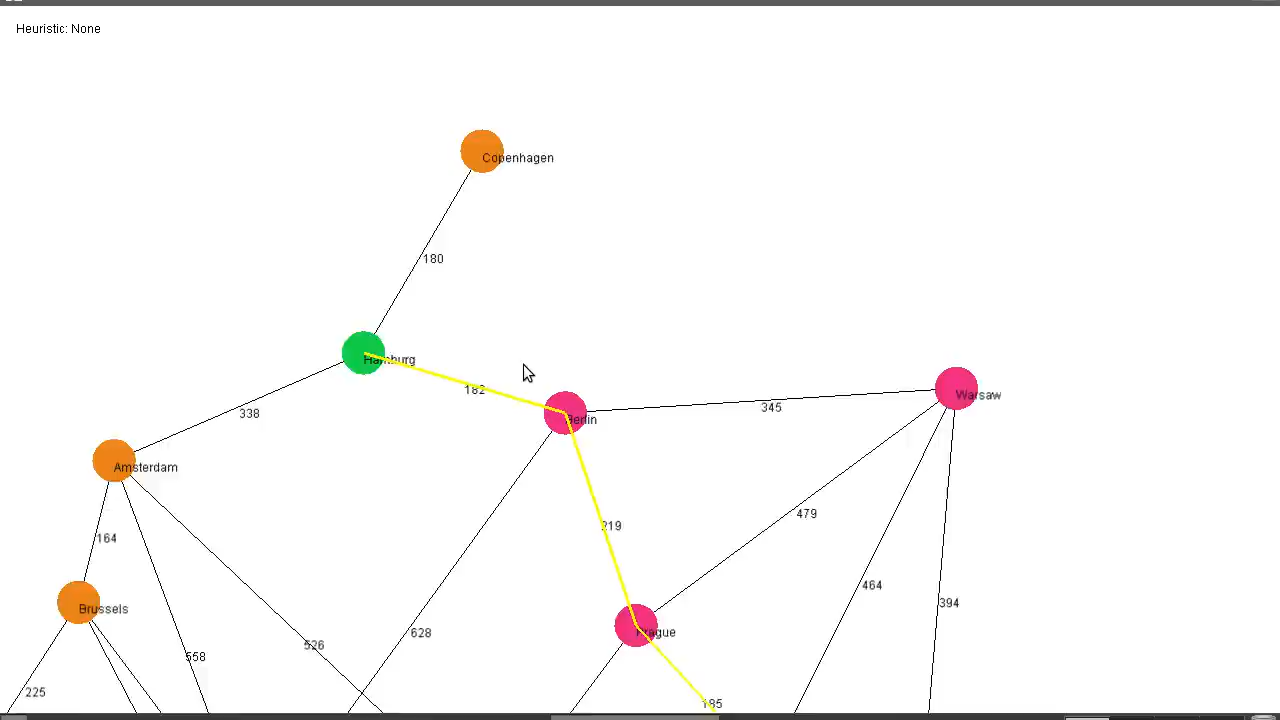 Heuristic: None
Copenhagen
180
Hamburg
182
338
Berlin
345
Warsaw
Amsterdam
479
219
164
464
394
Brussels
Prague
628
526
558
225
185